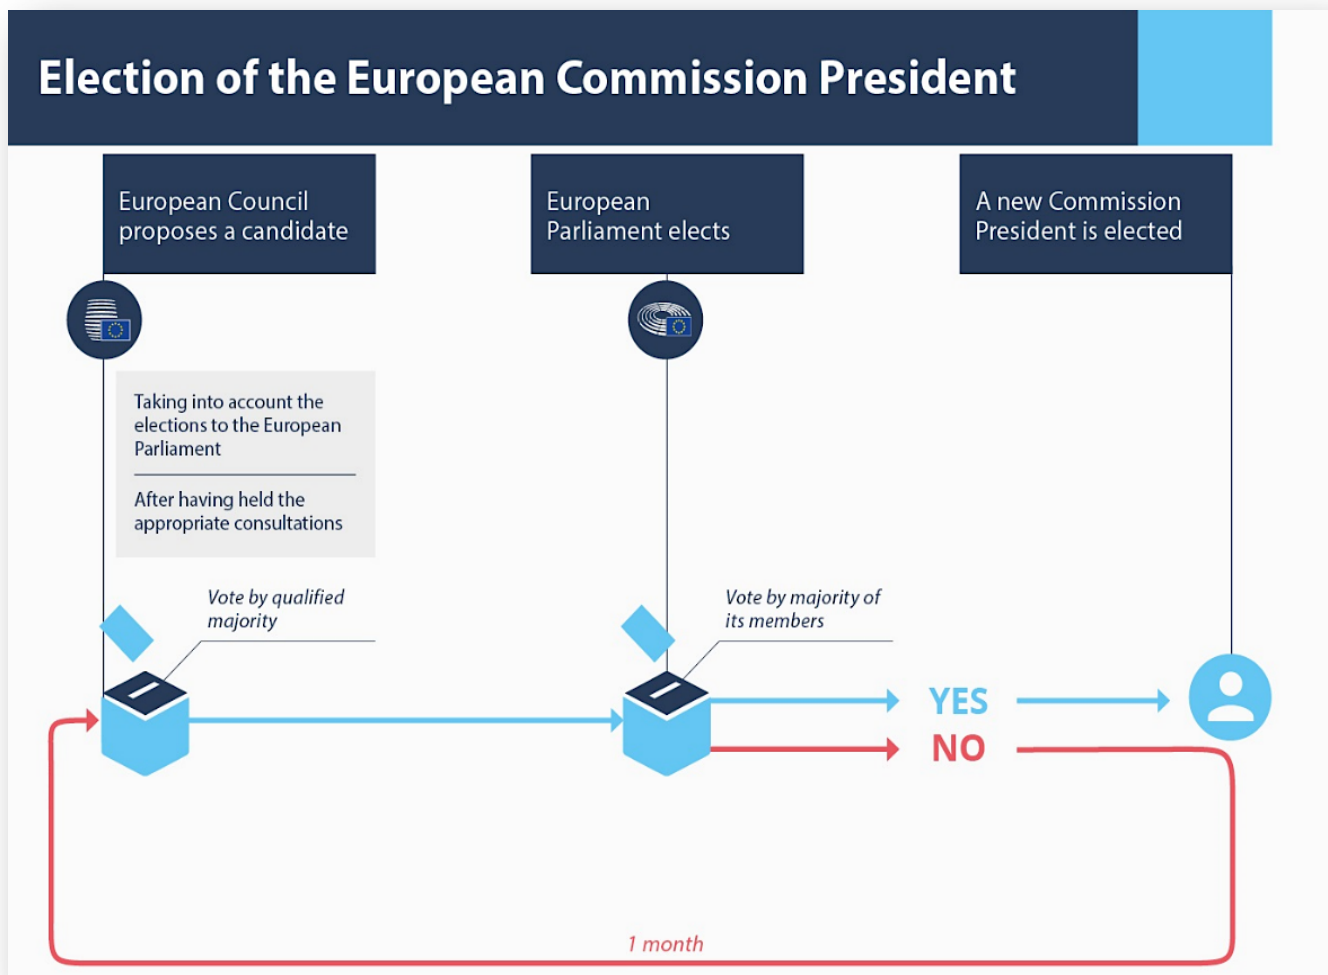 Election of the European Commission President
European Council
proposes a candidate
European
Parliament elects
A new Commission
President is elected
Taking into account the
elections to the European
Parliament
After having held the
appropriate consultations
Vote by qualified
majority
Vote by majority of
its members
YES
NO
1 month